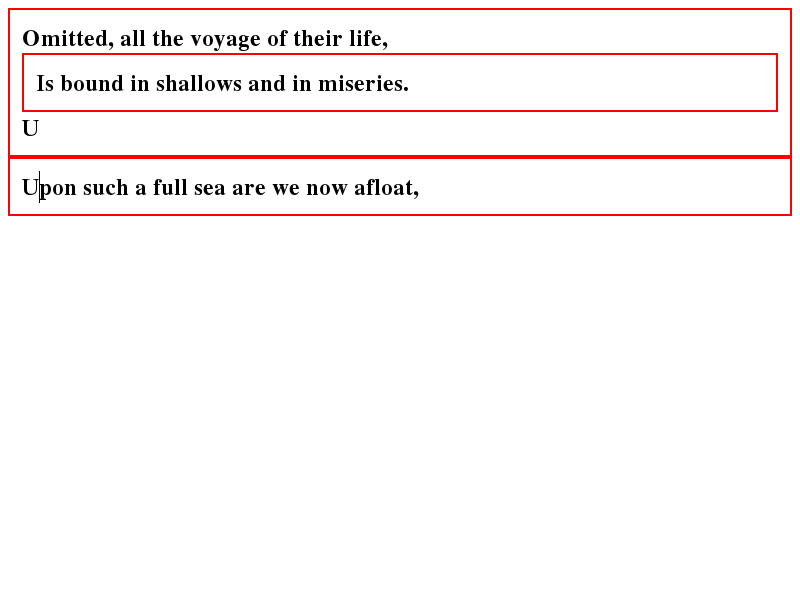 Omitted, all the voyage of their life,
Is bound in shallows and in miseries.
U
Upon such a full sea are we now afloat,